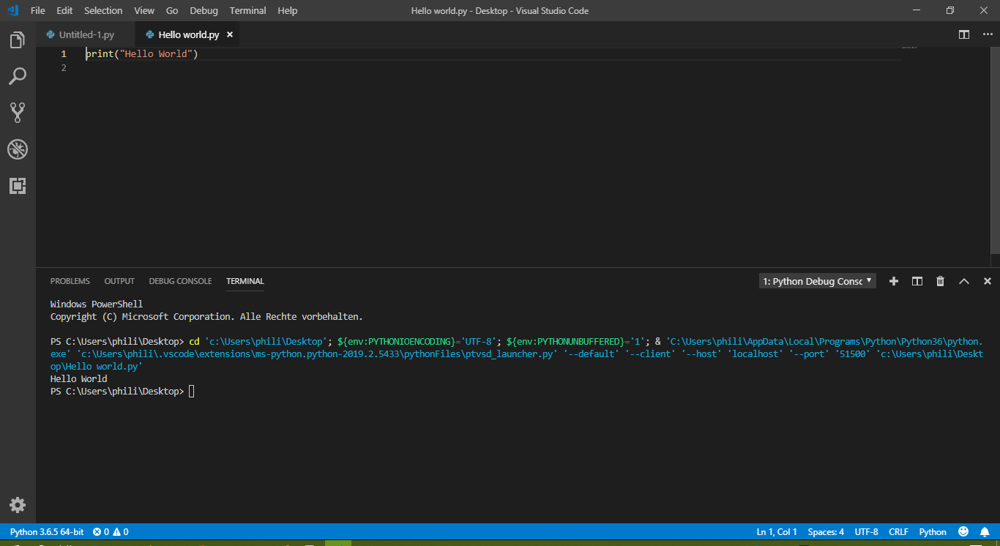 File Edit Selection View Go Debug Terminal Help Hello world.py - Desktop - Visual Studio Code
Untitled-1.py Hello world.py
1 print("Hello World")
2
PROBLEMS OUTPUT DEBUG CONSOLE TERMINAL 1: Python Debug Consc
Windows PowerShell
Copyright (C) Microsoft Corporation. Alle Rechte vorbehalten.
PS C:\Users\phili\Desktop> cd 'c:\Users\phili\Desktop'; ${env:PYTHONIOENCODING}='UTF-8'; ${env:PYTHONUNBUFFERED}='1'; & 'C:\Users\phili\AppData\Local\Programs\Python\Python36\python.
exe' 'c:\Users\phili\.vscode\extensions\ms-python.python-2019.2.5433\pythonFiles\ptvsd_launcher.py' '--default' '--client' '--host' 'localhost' '--port' '51500' 'c:\Users\phili\Deskt
op\Hello world.py'
Hello World
PS C:\Users\phili\Desktop>
Python 3.6.5 64-bit 0 0 Ln 1, Col 1 Spaces: 4 UTF-8 CRLF Python